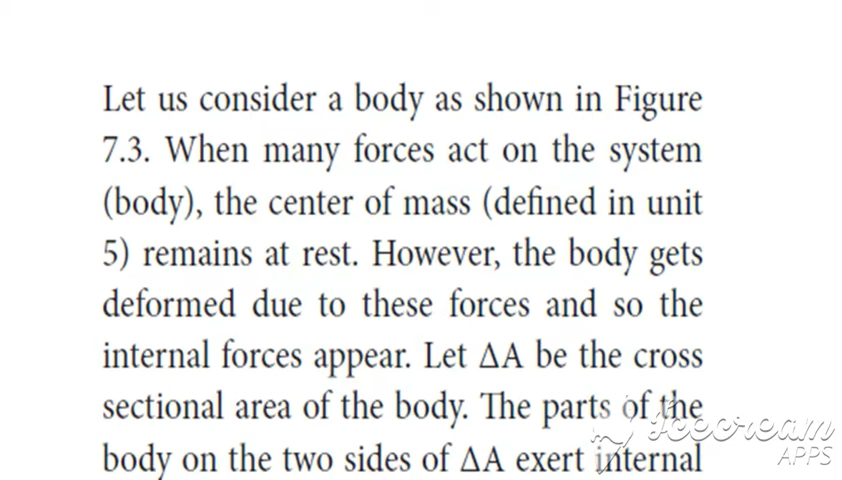 Let us consider a body as shown in Figure
7.3. When many forces act on the system
(body), the center of mass (defined in unit
5) remains at rest. However, the body gets
deformed due to these forces and so the
internal forces appear. Let ΔA be the cross
sectional area of the body. The parts of the
body on the two sides of ΔA exert internal
Icecream
APPS